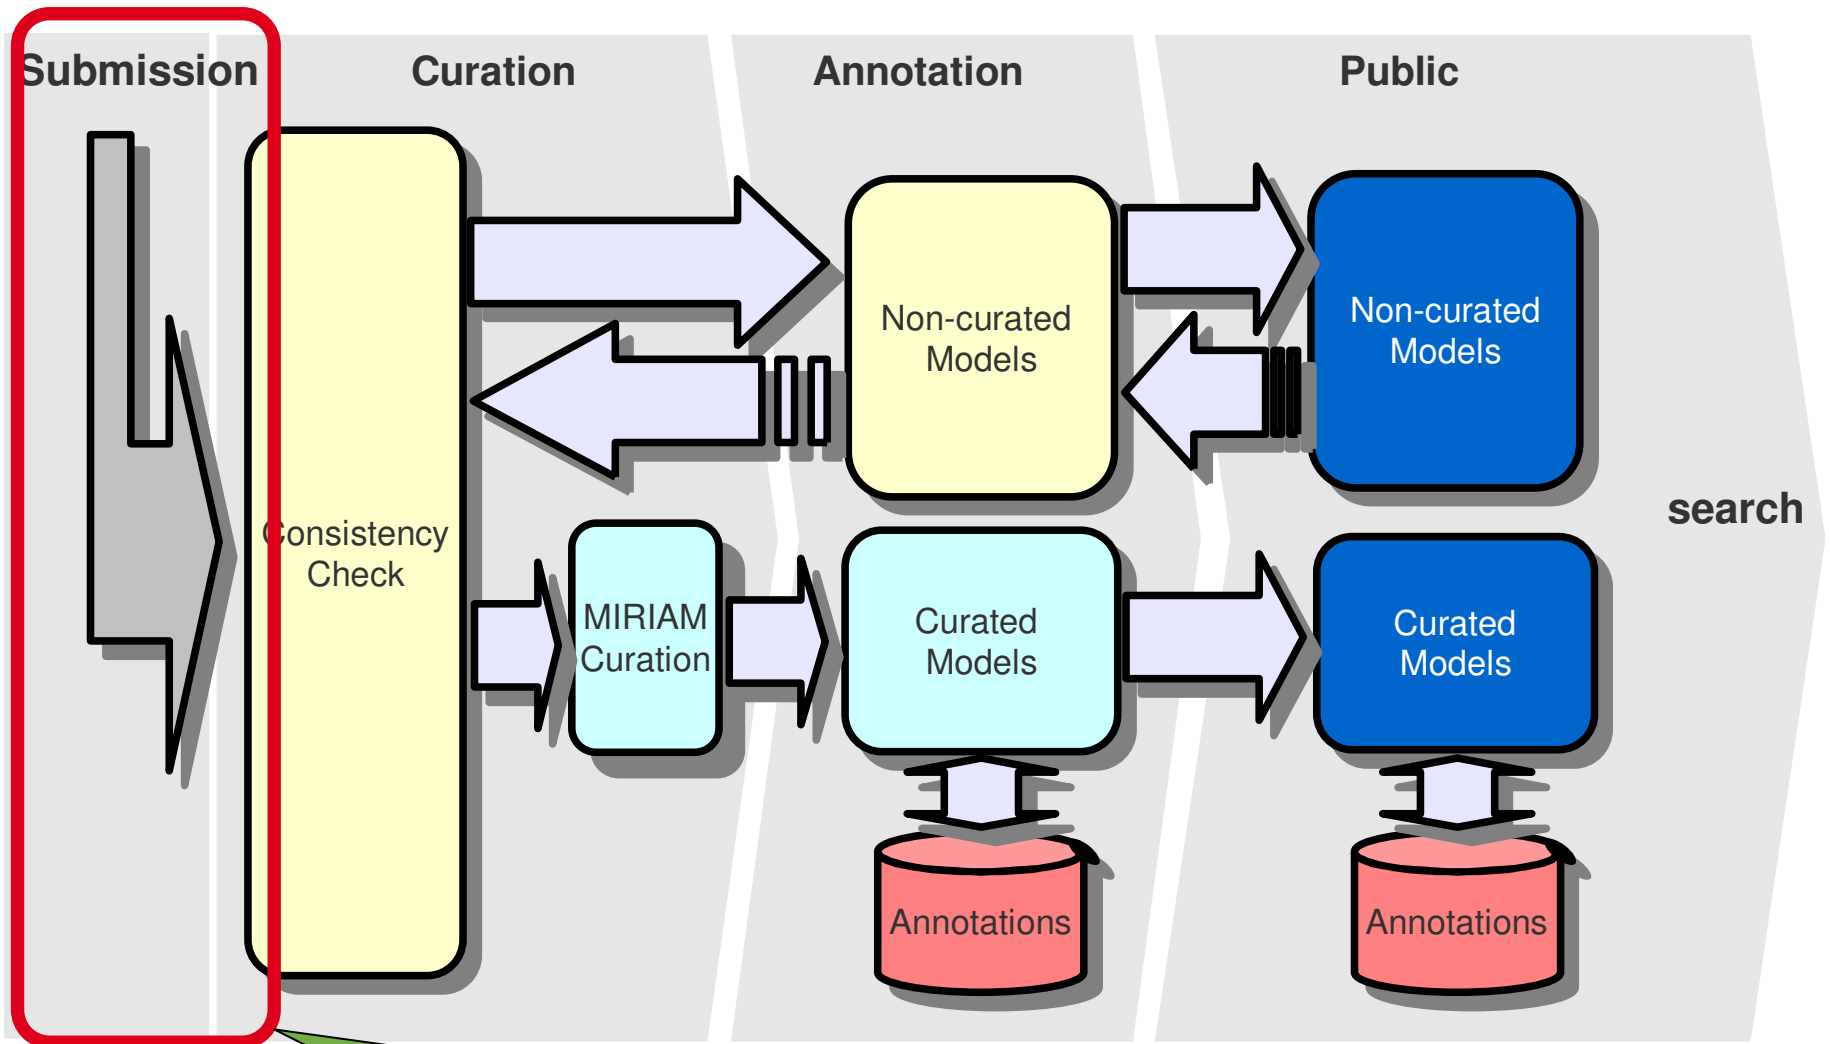 Submission
Curation
Annotation
Public
Non-curated
Models
Non-curated
Models
search
Consistency
Check
MIRIAM
Curation
Curated
Models
Curated
Models
Annotations
Annotations